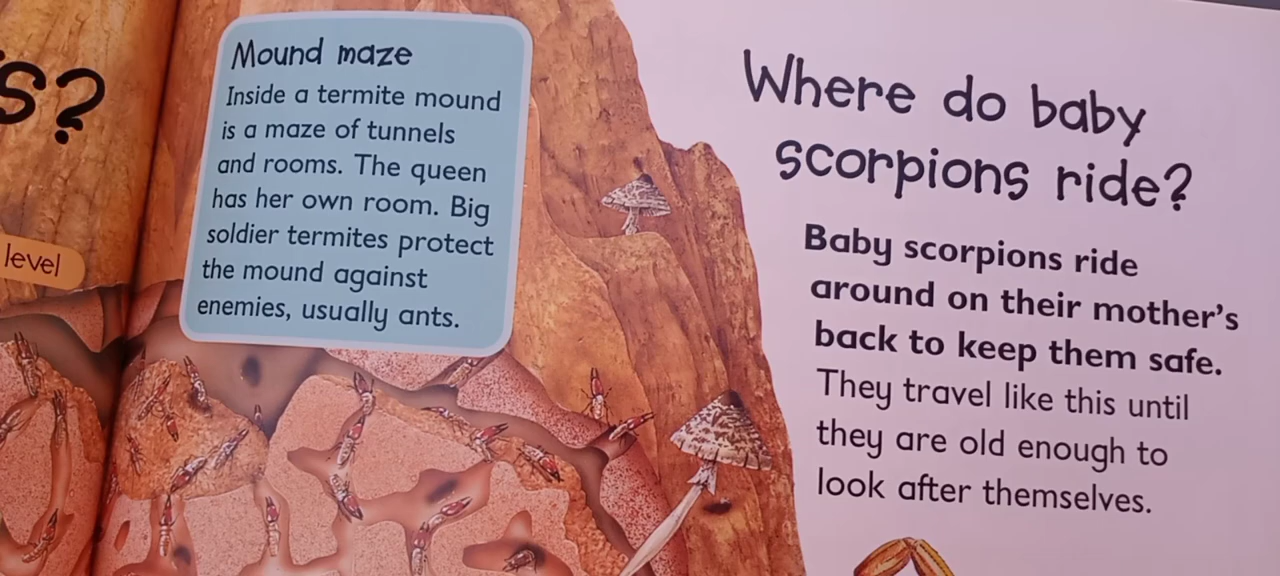 s?
level
Mound maze
Inside a termite mound
is a maze of tunnels
and rooms. The queen
has her own room. Big
soldier termites protect
the mound against
enemies, usually ants.
Where do baby
scorpions ride?
Baby scorpions ride
around on their mother's
back to keep them safe.
They travel like this until
they are old enough to
look after themselves.